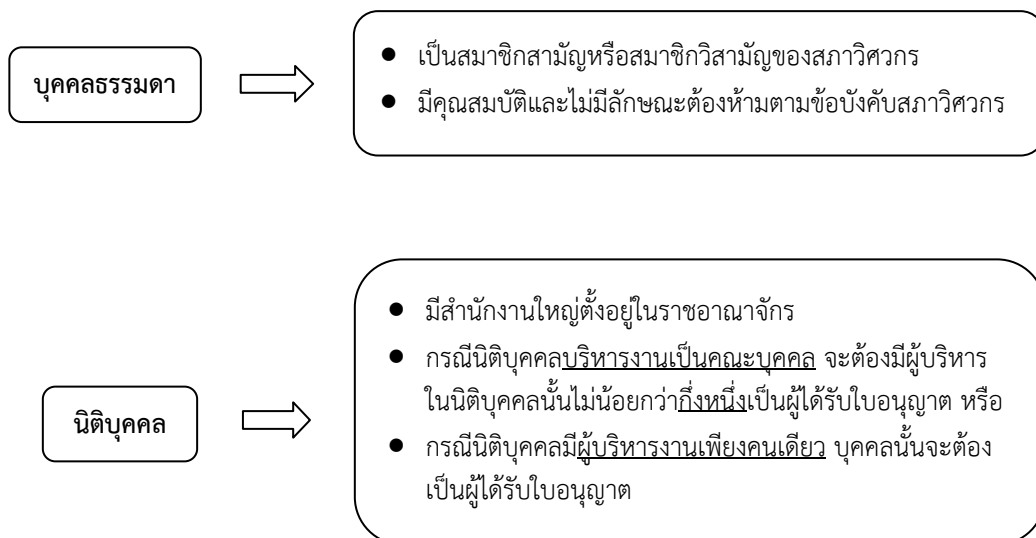 บุคคลธรรมดา
● เป็นสมาชิกสามัญหรือสมาชิกวิสามัญของสภาวิศวกร
● มีคุณสมบัติและไม่มีลักษณะต้องห้ามตามข้อบังคับสภาวิศวกร
นิติบุคคล
● มีสำนักงานใหญ่ตั้งอยู่ในราชอาณาจักร
● กรณีนิติบุคคลบริหารงานเป็นคณะบุคคล จะต้องมีผู้บริหาร
ในนิติบุคคลนั้นไม่น้อยกว่ากึ่งหนึ่งเป็นผู้ได้รับใบอนุญาต หรือ
● กรณีนิติบุคคลมีผู้บริหารงานเพียงคนเดียว บุคคลนั้นจะต้อง
เป็นผู้ได้รับใบอนุญาต